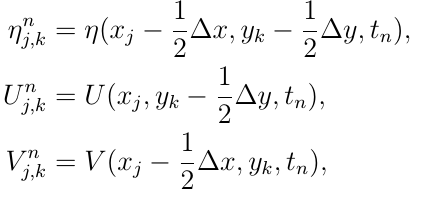 η^n_{j,k} = η(x_j − \frac{1}{2}Δx, y_k − \frac{1}{2}Δy, t_n),
U^n_{j,k} = U(x_j, y_k − \frac{1}{2}Δy, t_n),
V^n_{j,k} = V(x_j − \frac{1}{2}Δx, y_k, t_n),